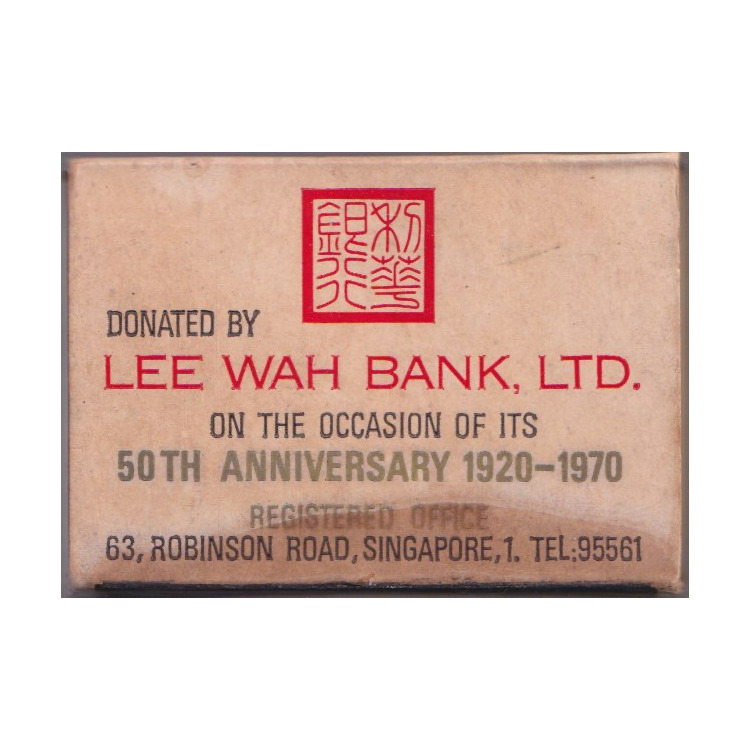 利華銀行
DONATED BY
LEE WAH BANK, LTD.
ON THE OCCASION OF ITS
50TH ANNIVERSARY 1920-1970
REGISTERED OFFICE
63, ROBINSON ROAD, SINGAPORE, 1. TEL:95561